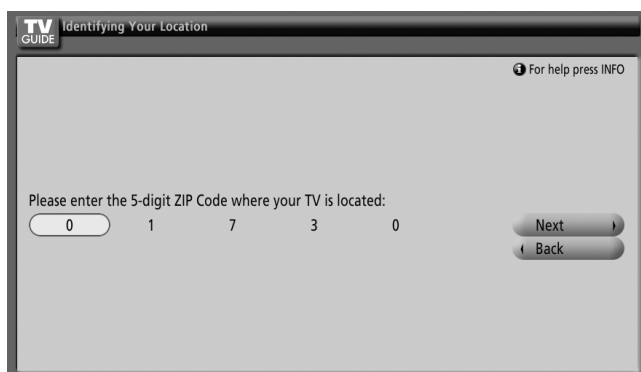 TV
GUIDE
Identifying Your Location
i For help press INFO
Please enter the 5-digit ZIP Code where your TV is located:
0 1 7 3 0
Next
Back